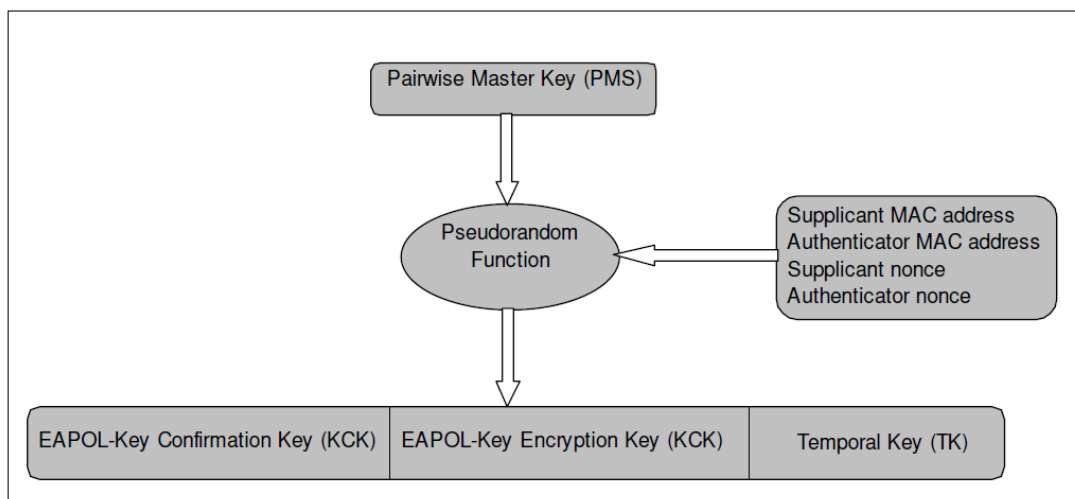 Pairwise Master Key (PMS)
Pseudorandom
Function
Supplicant MAC address
Authenticator MAC address
Supplicant nonce
Authenticator nonce
EAPOL-Key Confirmation Key (KCK)
EAPOL-Key Encryption Key (KCK)
Temporal Key (TK)